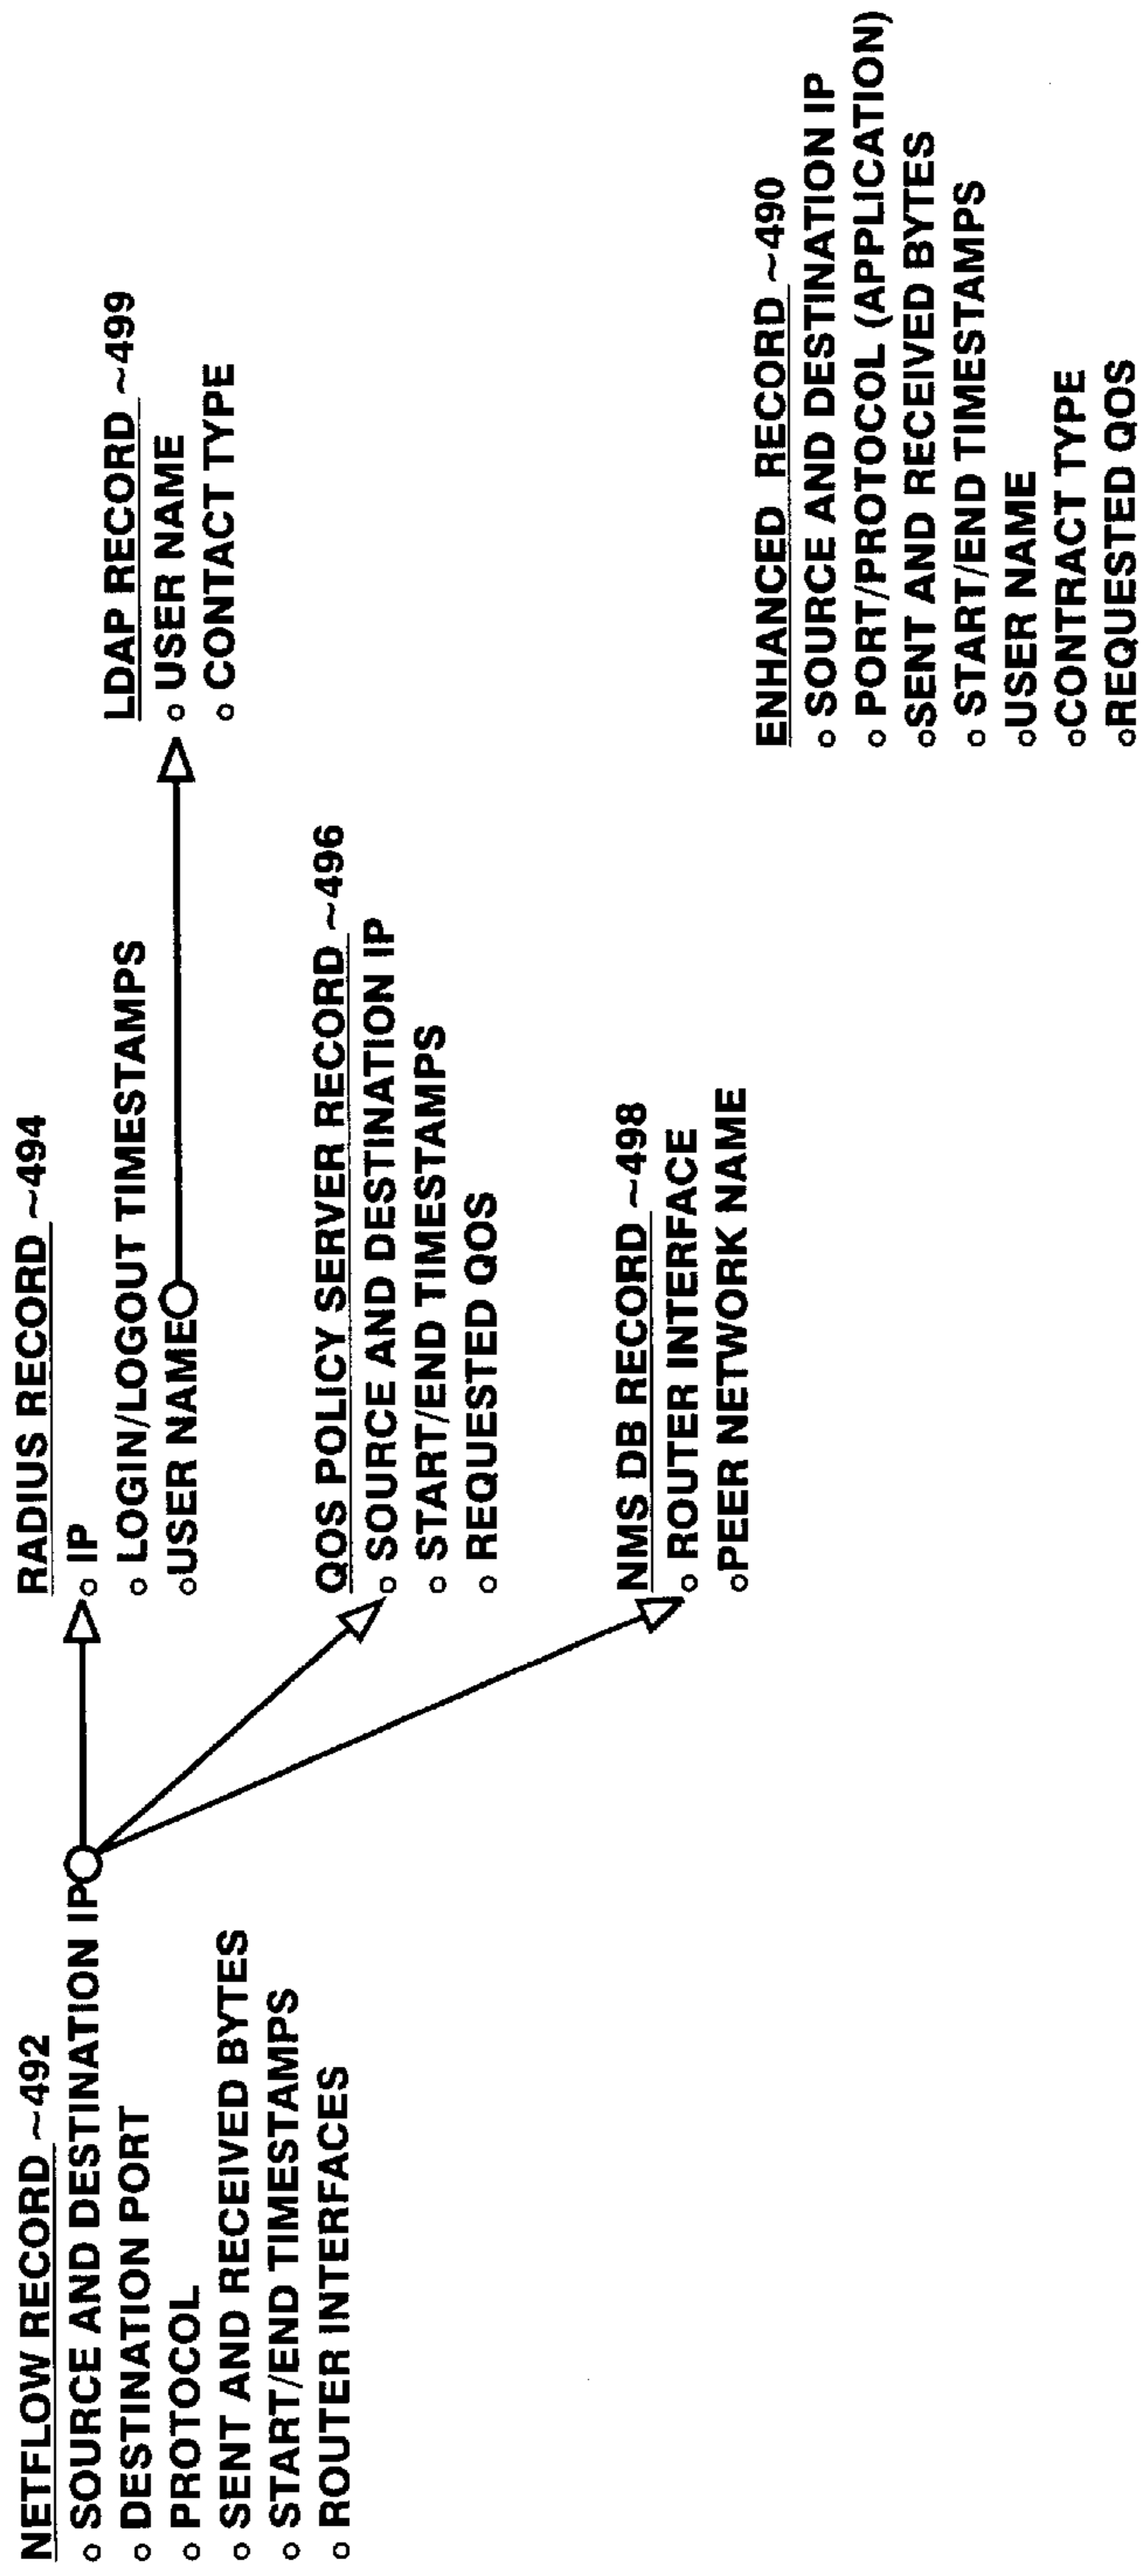 NETFLOW RECORD ~492
o SOURCE AND DESTINATION IP
o DESTINATION PORT
o PROTOCOL
o SENT AND RECEIVED BYTES
o START/END TIMESTAMPS
o ROUTER INTERFACES
RADIUS RECORD ~494
o IP
o LOGIN/LOGOUT TIMESTAMPS
o USER NAME
QOS POLICY SERVER RECORD ~496
o SOURCE AND DESTINATION IP
o START/END TIMESTAMPS
o REQUESTED QOS
NMS DB RECORD ~498
o ROUTER INTERFACE
o PEER NETWORK NAME
LDAP RECORD ~499
o USER NAME
o CONTACT TYPE
ENHANCED RECORD ~490
o SOURCE AND DESTINATION IP
o PORT/PROTOCOL (APPLICATION)
o SENT AND RECEIVED BYTES
o START/END TIMESTAMPS
o USER NAME
o CONTRACT TYPE
o REQUESTED QOS